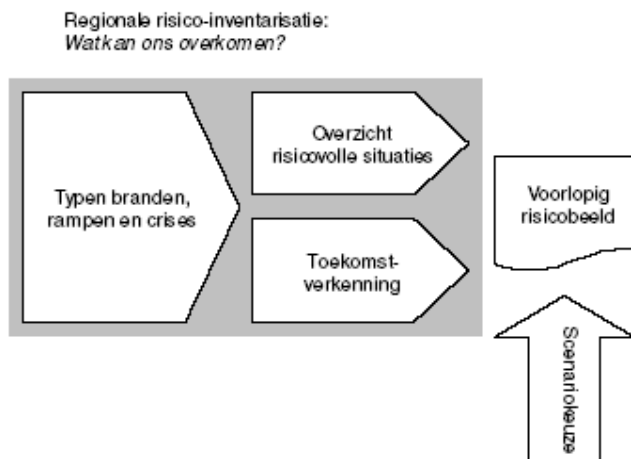 Regionale risico-inventarisatie:
Wat kan ons overkomen?
Typen branden,
rampen en crises
Overzicht
risicovolle situaties
Toekomst-
verkenning
Voorlopig
risicobeeld
Scenariokeuze